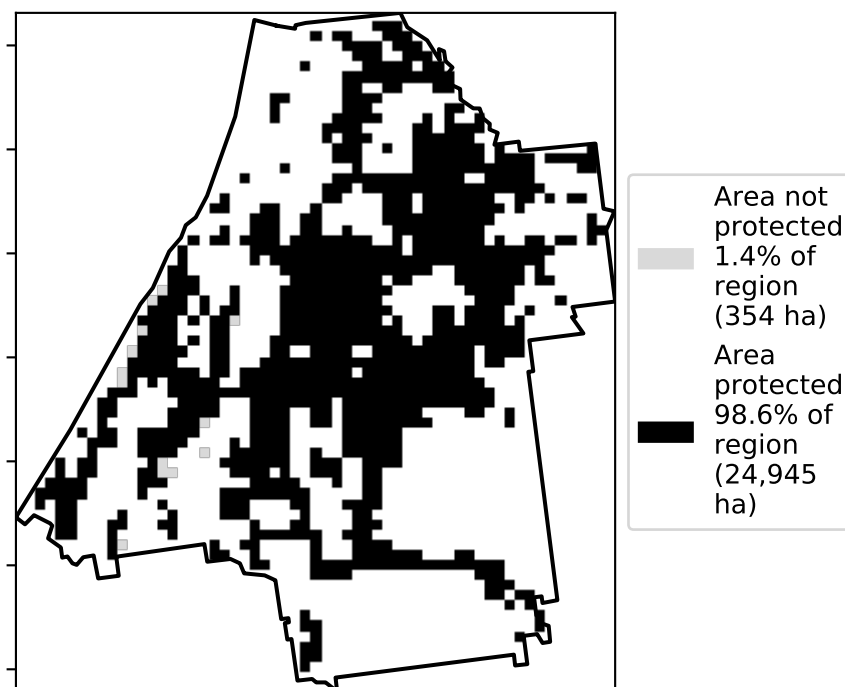 Area not
protected
1.4% of
region
(354 ha)
Area
protected
98.6% of
region
(24,945
ha)